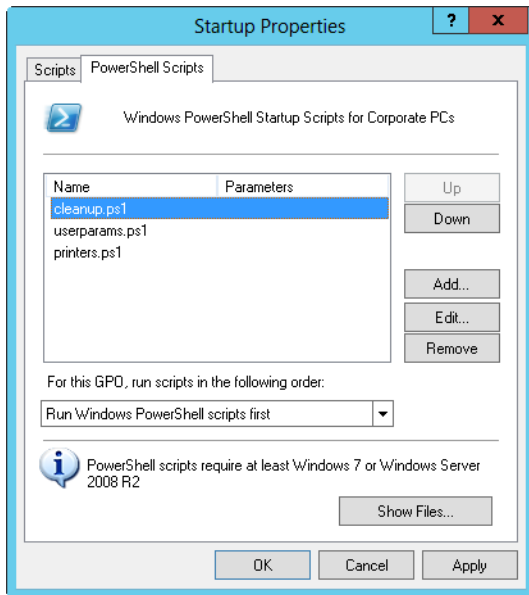 Startup Properties
?
x
Scripts
PowerShell Scripts
Windows PowerShell Startup Scripts for Corporate PCs
Name Parameters
cleanup.ps1
userparams.ps1
printers.ps1
Up
Down
Add...
Edit...
Remove
For this GPO, run scripts in the following order:
Run Windows PowerShell scripts first
PowerShell scripts require at least Windows 7 or Windows Server
2008 R2
Show Files...
OK Cancel Apply